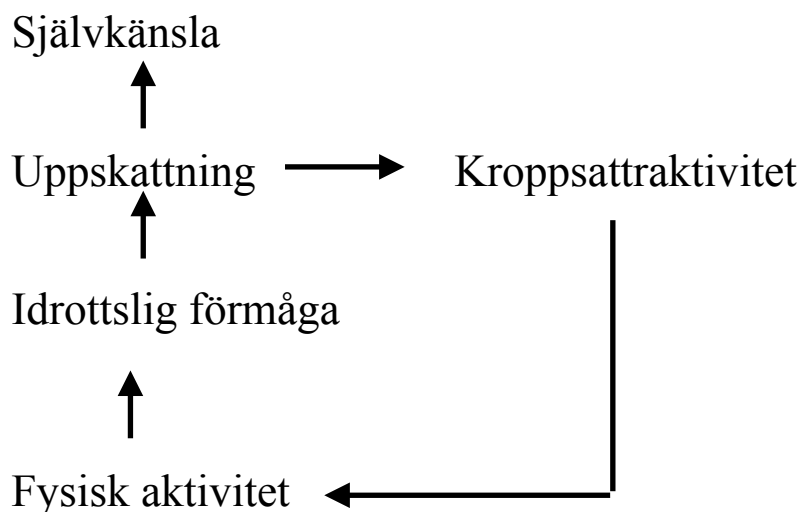 Självkänsla
Uppskattning
Kroppsattraktivitet
Idrottslig förmåga
Fysisk aktivitet